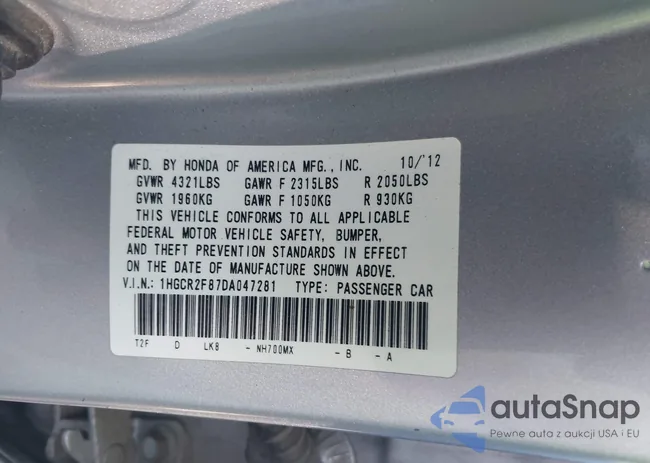 MFD. BY HONDA OF AMERICA MFG., INC. 10/'12
GVWR 4321LBS GAWR F 2315LBS R 2050LBS
GVWR 1960KG GAWR F 1050KG R 930KG
THIS VEHICLE CONFORMS TO ALL APPLICABLE
FEDERAL MOTOR VEHICLE SAFETY, BUMPER,
AND THEFT PREVENTION STANDARDS IN EFFECT
ON THE DATE OF MANUFACTURE SHOWN ABOVE.
V.I.N.: 1HGCR2F87DA047281 TYPE: PASSENGER CAR
T2F D LK8 - NH700MX - B - A
autaSnap
Pewne auta z aukcji USA i EU